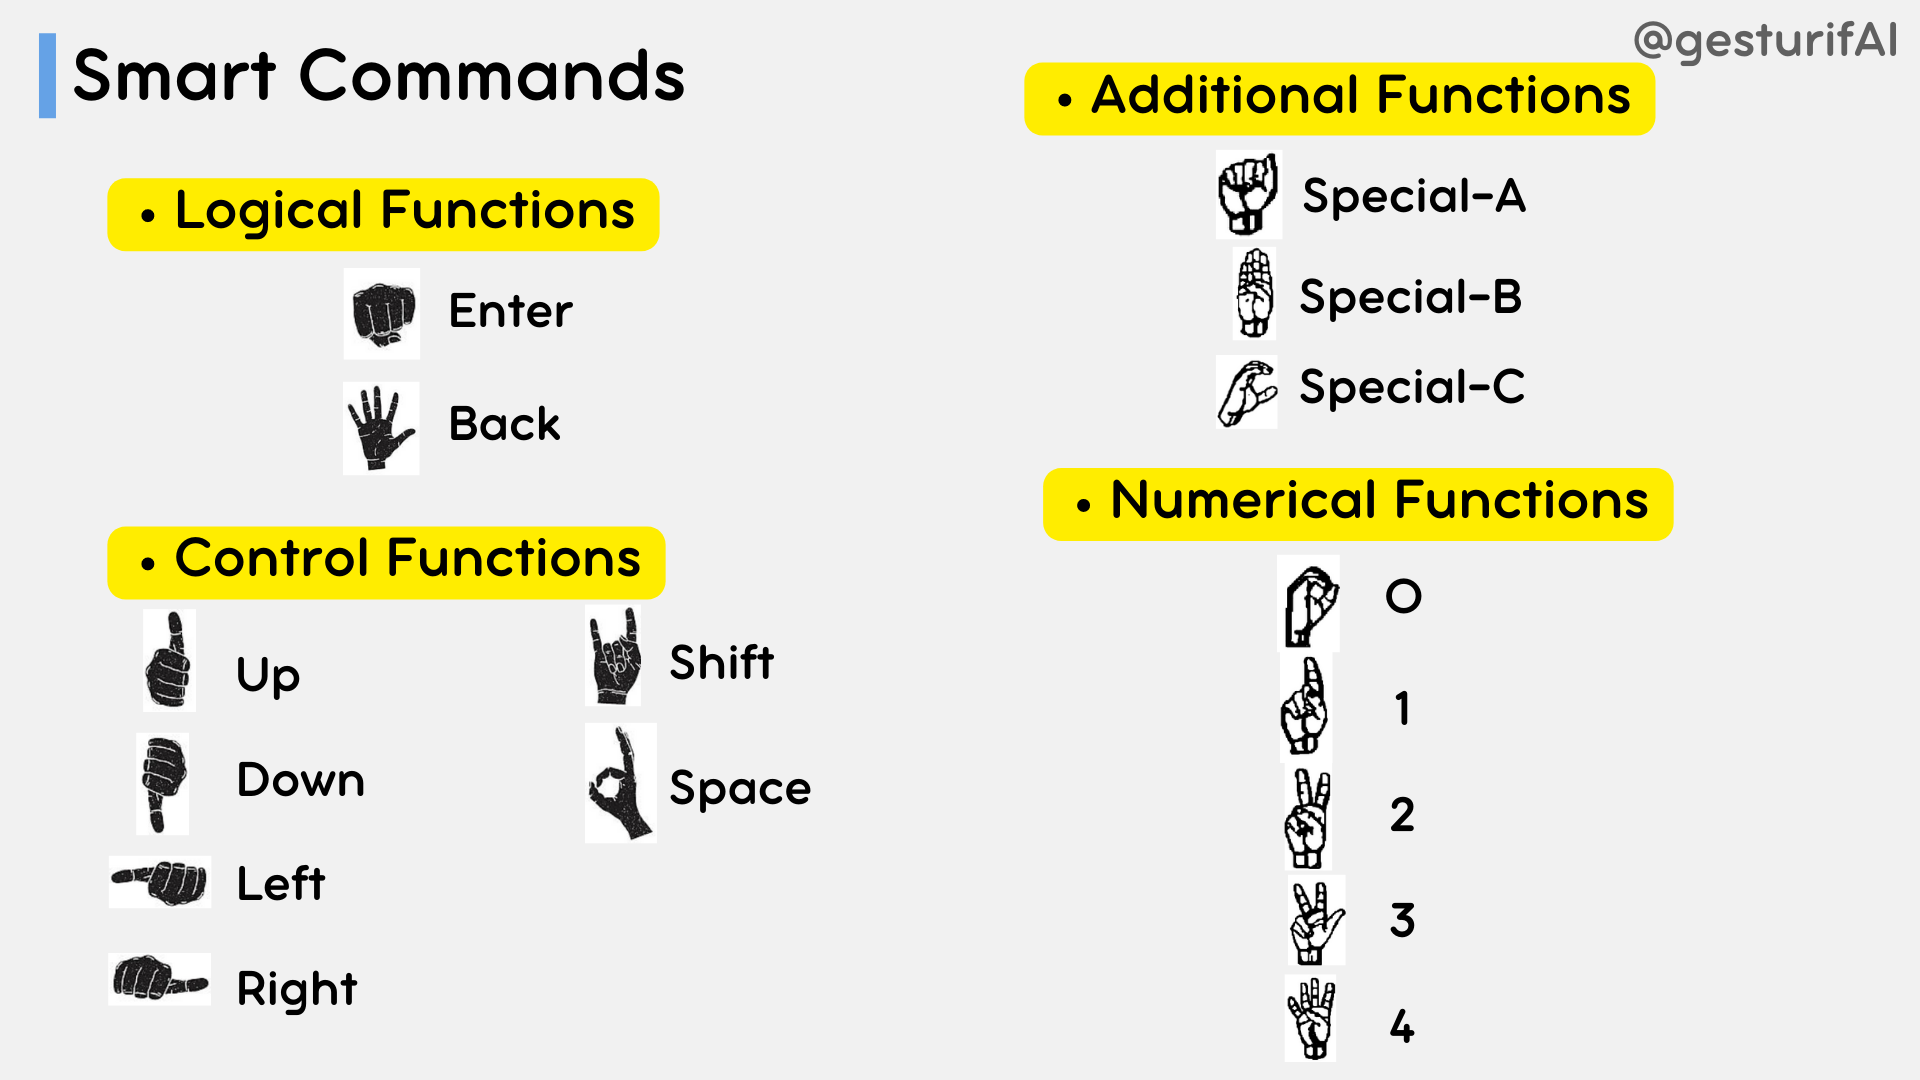 Smart Commands
@gesturifAI
• Logical Functions
Enter
Back
• Control Functions
Up
Down
Left
Right
Shift
Space
• Additional Functions
Special-A
Special-B
Special-C
• Numerical Functions
0
1
2
3
4